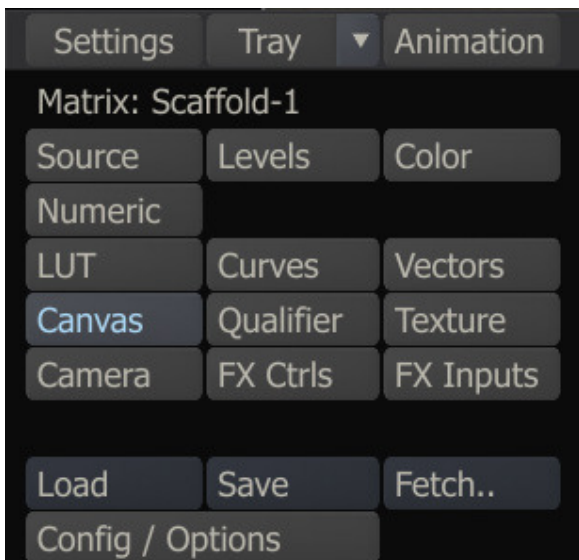 Settings Tray ▼ Animation
Matrix: Scaffold-1
Source Levels Color
Numeric
LUT Curves Vectors
Canvas Qualifier Texture
Camera FX Ctrls FX Inputs
Load Save Fetch..
Config / Options